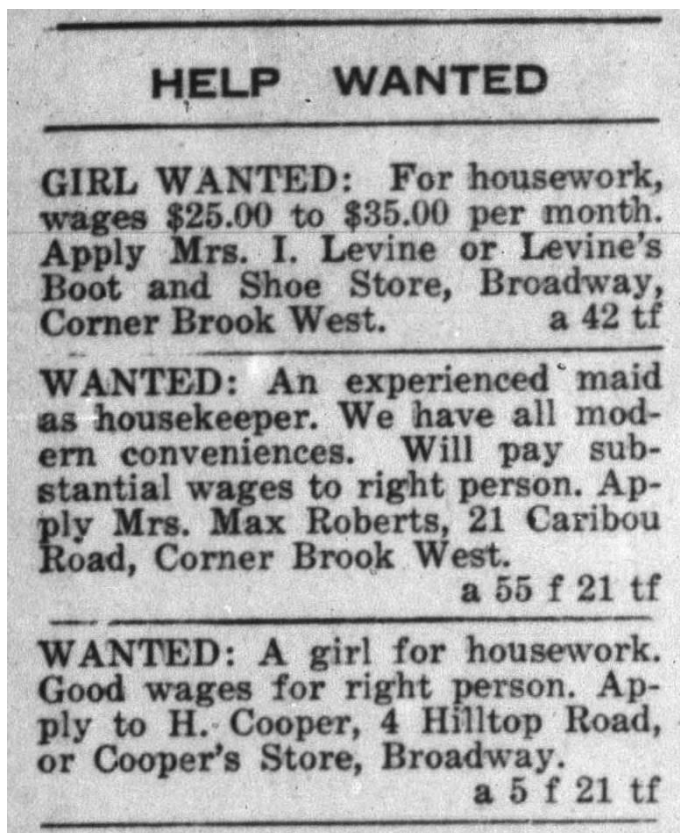 HELP WANTED
GIRL WANTED: For housework,
wages $25.00 to $35.00 per month.
Apply Mrs. I. Levine or Levine's
Boot and Shoe Store, Broadway,
Corner Brook West. a 42 tf
WANTED: An experienced maid
as housekeeper. We have all mod-
ern conveniences. Will pay sub-
stantial wages to right person. Ap-
ply Mrs. Max Roberts, 21 Caribou
Road, Corner Brook West.
a 55 f 21 tf
WANTED: A girl for housework.
Good wages for right person. Ap-
ply to H. Cooper, 4 Hilltop Road,
or Cooper's Store, Broadway.
a 5 f 21 tf